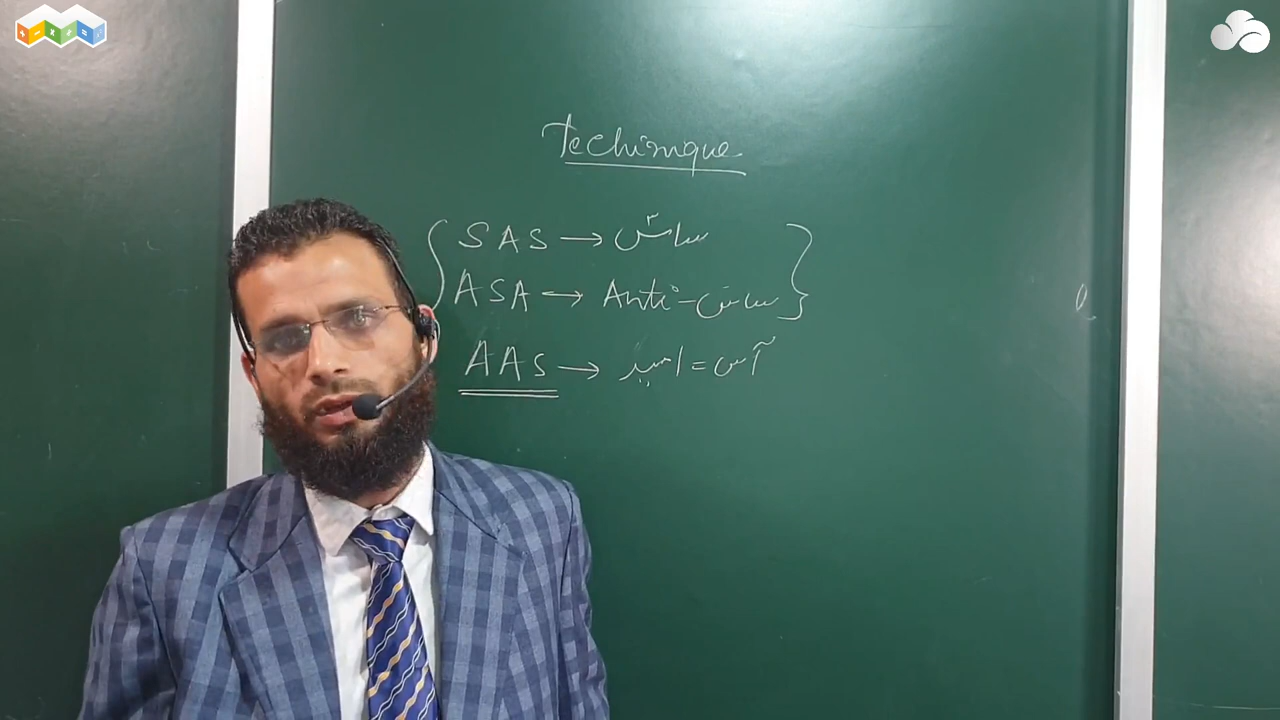 Techinque
SAS → ساس
ASA → Anti-ساس
AAS → آس = امید